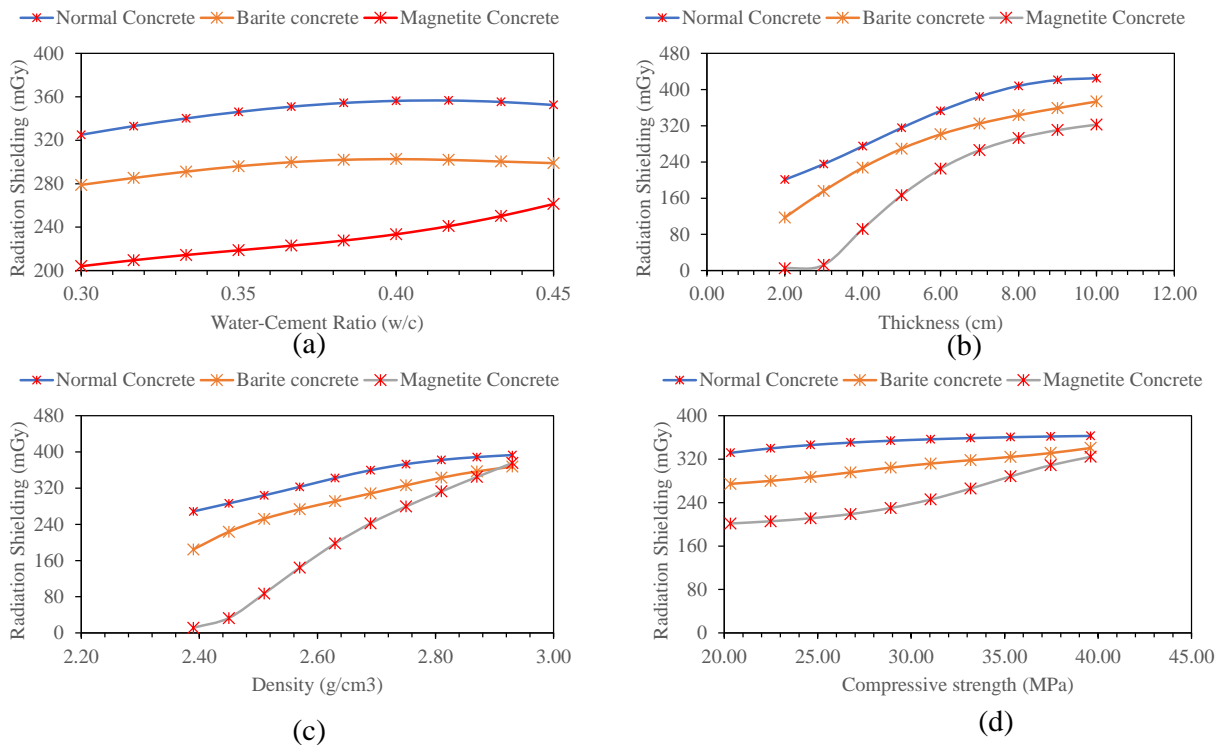 Normal Concrete Barite concrete Magnetite Concrete
400
360
320
280
240
200
Radiation Shielding (mGy)
0.30 0.35 0.40 0.45
Water-Cement Ratio (w/c)
(a)
Normal Concrete Barite concrete Magnetite Concrete
480
400
320
240
160
80
0
Radiation Shielding (mGy)
0.00 2.00 4.00 6.00 8.00 10.00 12.00
Thickness (cm)
(b)
Normal Concrete Barite concrete Magnetite Concrete
480
400
320
240
160
80
0
Radiation Shielding (mGy)
2.20 2.40 2.60 2.80 3.00
Density (g/cm3)
(c)
Normal Concrete Barite concrete Magnetite Concrete
400
320
240
160
80
0
Radiation Shielding (mGy)
20.00 25.00 30.00 35.00 40.00 45.00
Compressive strength (MPa)
(d)